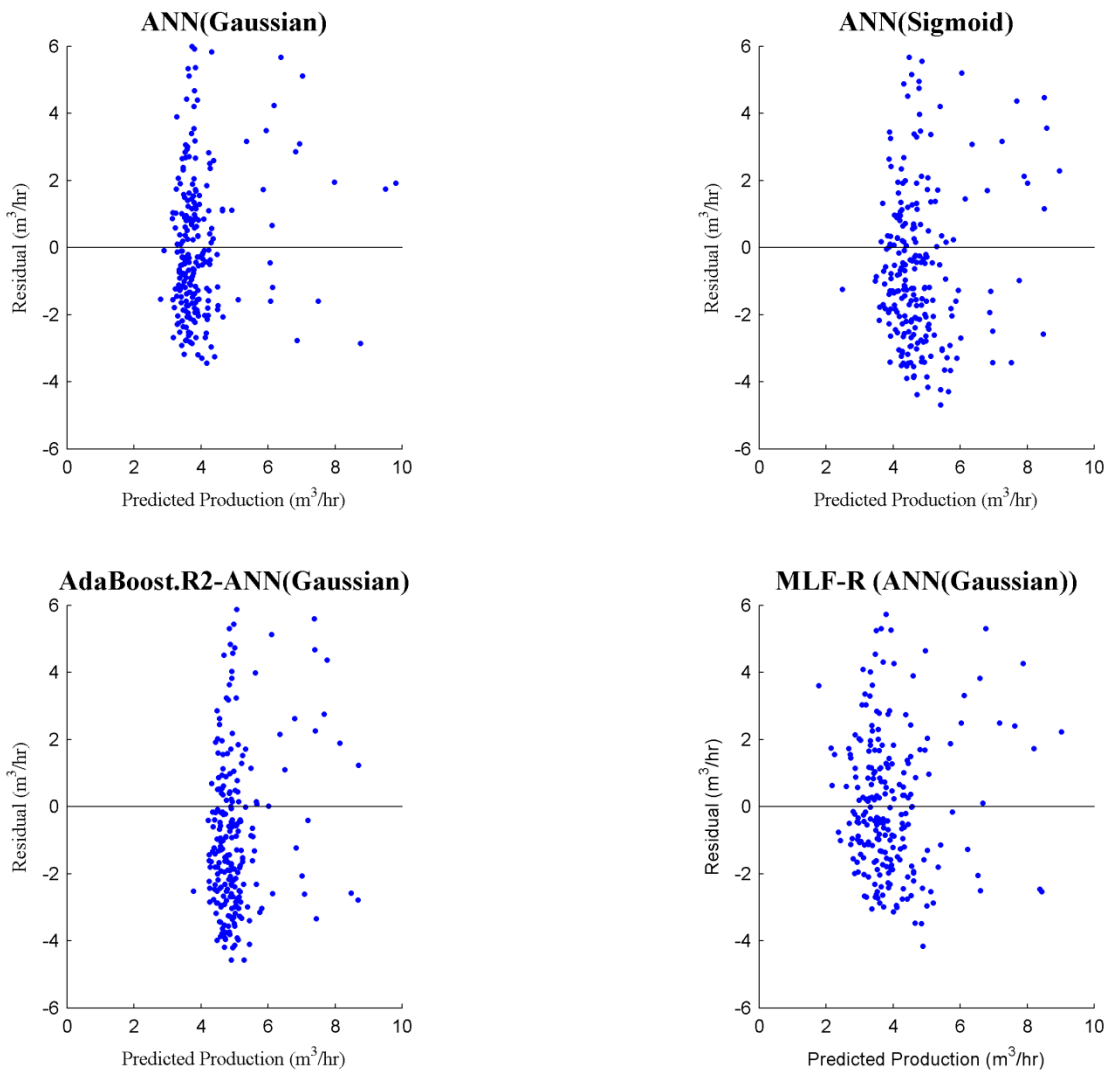 ANN(Gaussian)
6
4
2
0
-2
-4
-6
Residual (m³/hr)
0 2 4 6 8 10
Predicted Production (m³/hr)
ANN(Sigmoid)
6
4
2
0
-2
-4
-6
Residual (m³/hr)
0 2 4 6 8 10
Predicted Production (m³/hr)
AdaBoost.R2-ANN(Gaussian)
6
4
2
0
-2
-4
-6
Residual (m³/hr)
0 2 4 6 8 10
Predicted Production (m³/hr)
MLF-R (ANN(Gaussian))
6
4
2
0
-2
-4
-6
Residual (m³/hr)
0 2 4 6 8 10
Predicted Production (m³/hr)